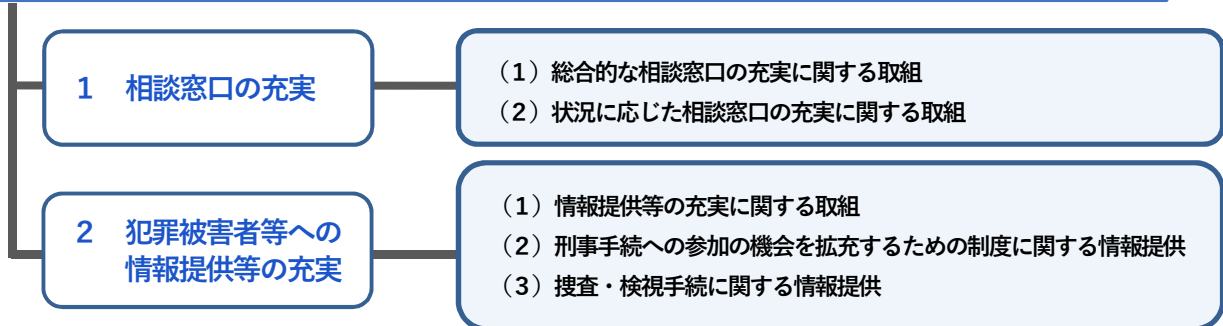 1 相談窓口の充実
（1）総合的な相談窓口の充実に関する取組
（2）状況に応じた相談窓口の充実に関する取組
2 犯罪被害者等への
情報提供等の充実
（1）情報提供等の充実に関する取組
（2）刑事手続への参加の機会を拡充するための制度に関する情報提供
（3）捜査・検視手続に関する情報提供